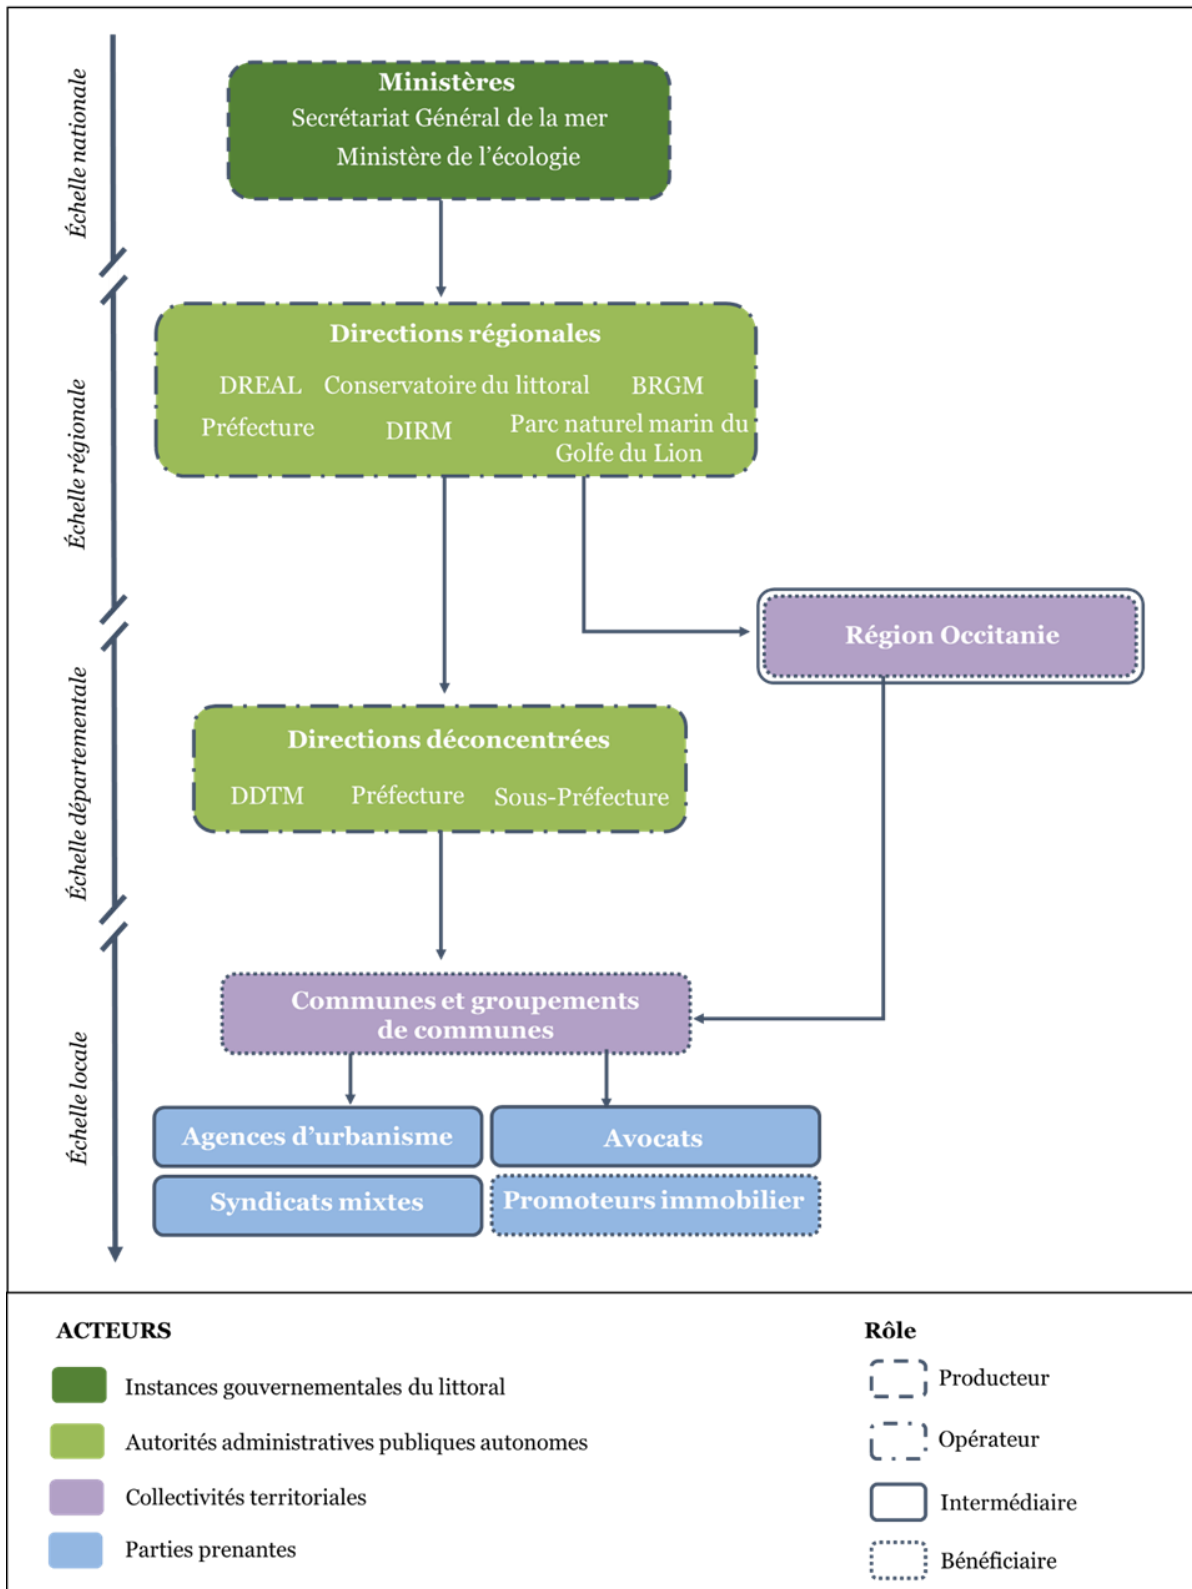 Échelle nationale
Ministères
Secrétariat Général de la mer
Ministère de l’écologie
Échelle régionale
Directions régionales
DREAL Conservatoire du littoral BRGM
Préfecture DIRM Parc naturel marin du
Golfe du Lion
Région Occitanie
Échelle départementale
Directions déconcentrées
DDTM Préfecture Sous-Préfecture
Échelle locale
Communes et groupements
de communes
Agences d’urbanisme
Avocats
Syndicats mixtes
Promoteurs immobilier
ACTEURS
Instances gouvernementales du littoral
Autorités administratives publiques autonomes
Collectivités territoriales
Parties prenantes
Rôle
Producteur
Opérateur
Intermédiaire
Bénéficiaire